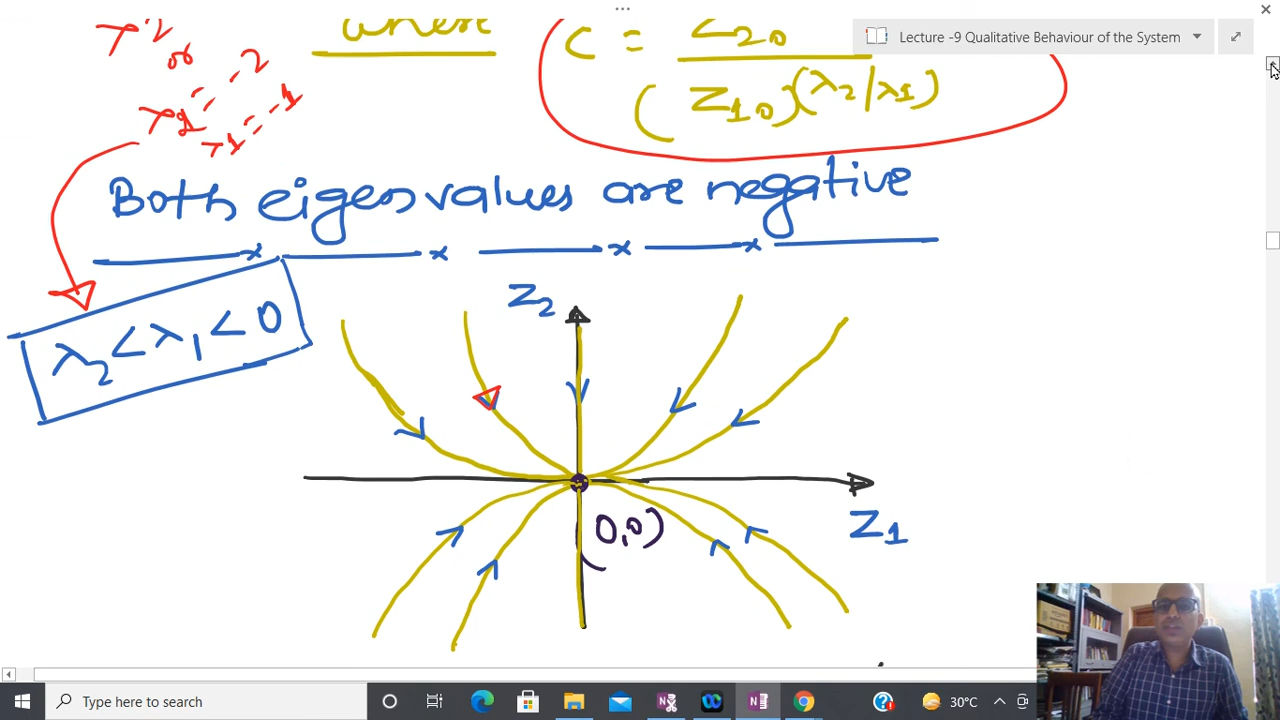 ...
Lecture -9 Qualitative Behaviour of the System
where
C = Z20
(Z10)(λ2/λ1)
Both eigenvalues are negative
λ2 < λ1 < 0
Z2
(0,0)
Z1
Type here to search
30°C